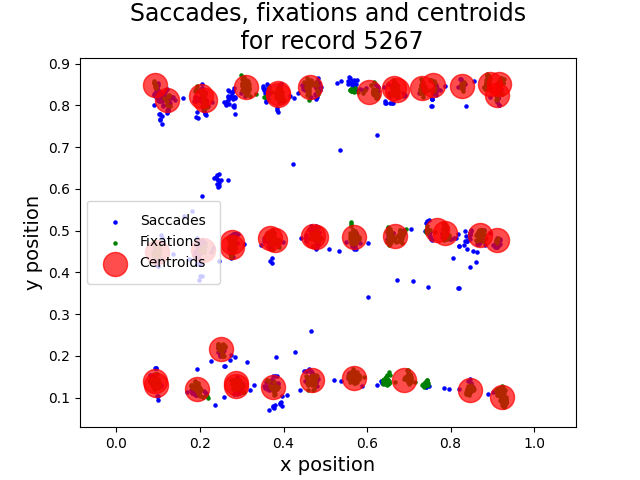 Saccades, fixations and centroids
for record 5267
0.9
0.8
0.7
0.6
0.5
0.4
0.3
0.2
0.1
y position
Saccades
Fixations
Centroids
0.0 0.2 0.4 0.6 0.8 1.0
x position